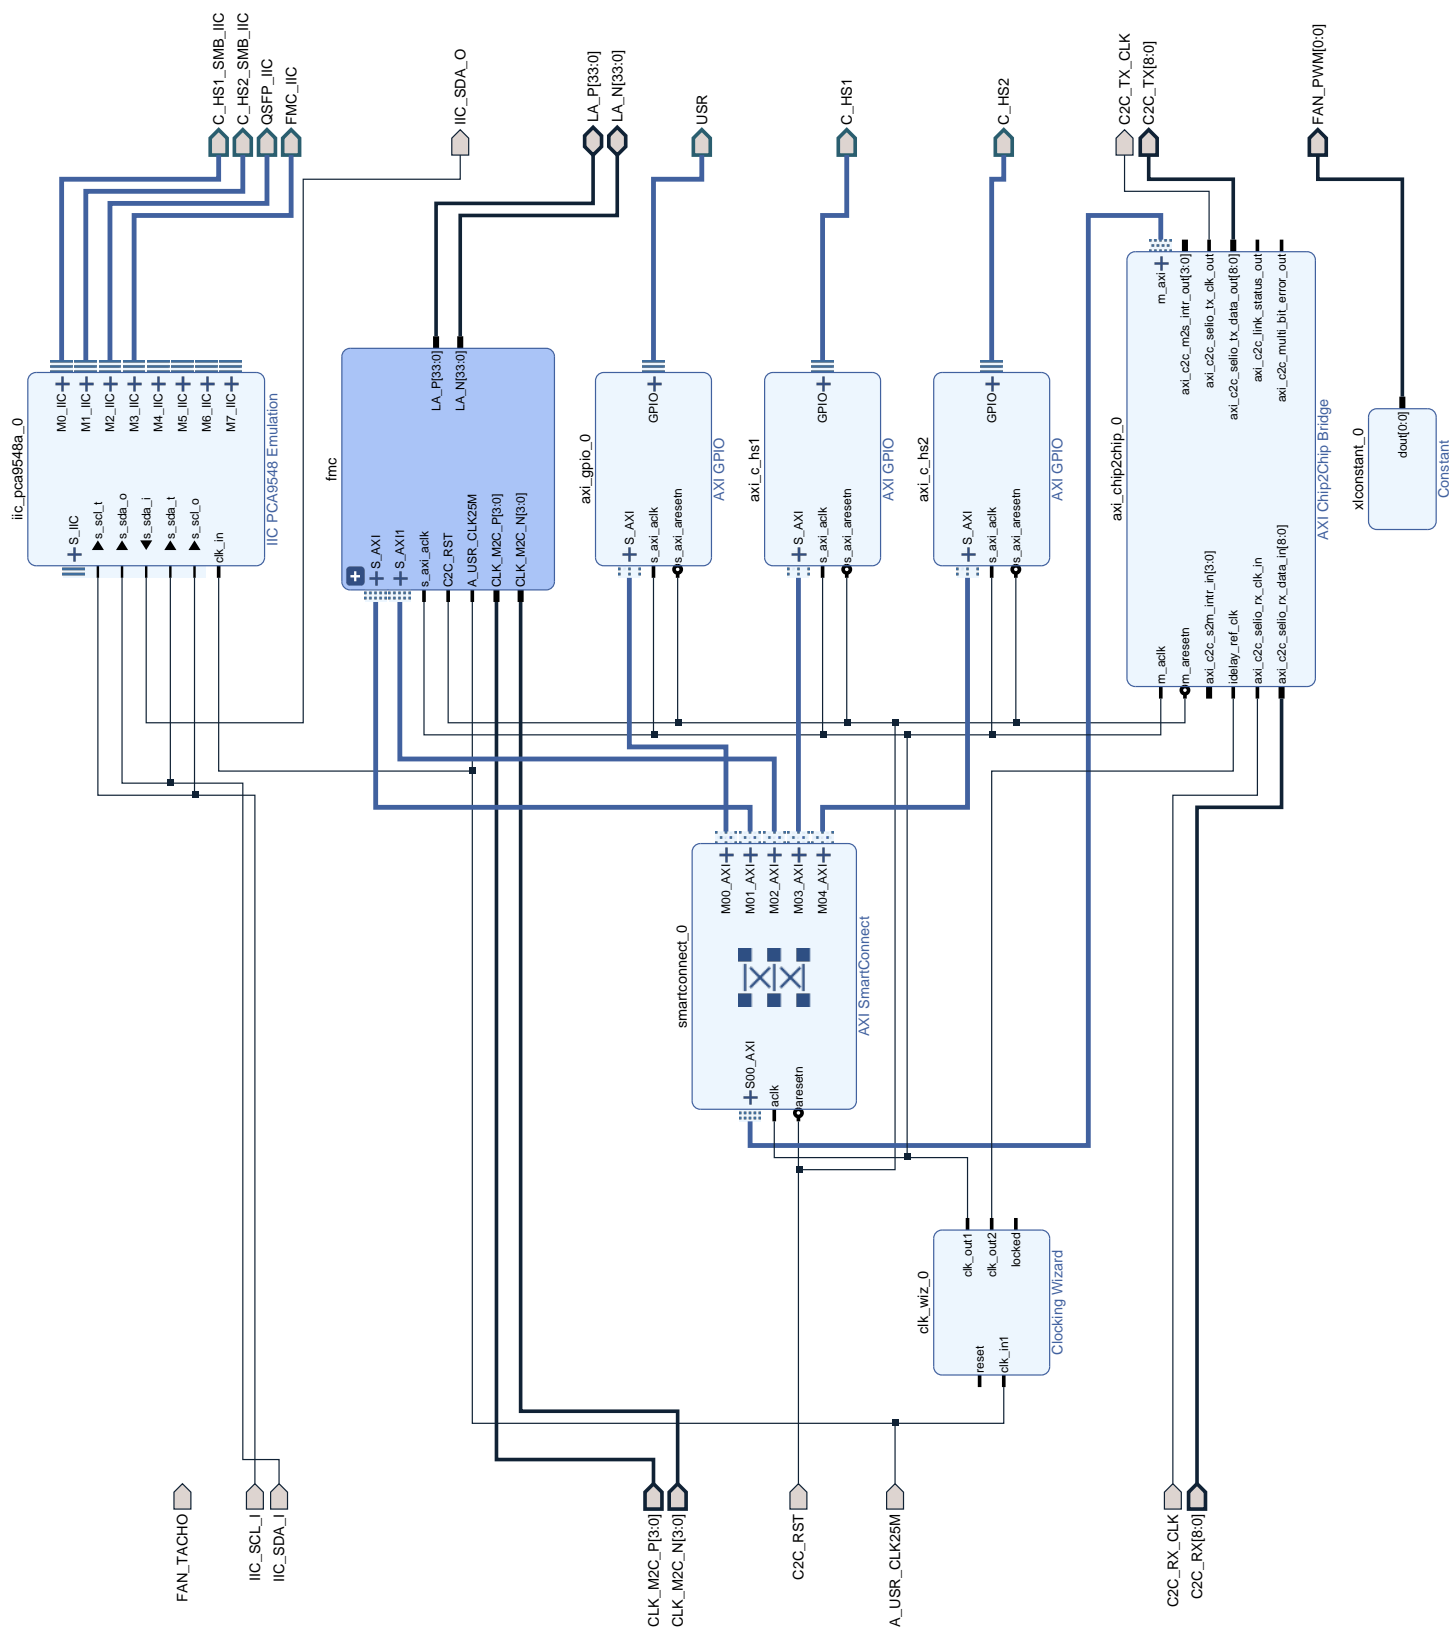 FAN_TACHO
IIC_SCL_I
IIC_SDA_I
CLK_M2C_P[3:0]
CLK_M2C_N[3:0]
C2C_RST
A_USR_CLK25M
C2C_RX_CLK
C2C_RX[8:0]
iic_pca9548a_0
S_IIC
s_scl_t
s_sda_o
s_sda_i
s_sda_t
s_scl_o
clk_in
M0_IIC
M1_IIC
M2_IIC
M3_IIC
M4_IIC
M5_IIC
M6_IIC
M7_IIC
IIC PCA9548 Emulation
fmc
S_AXI
S_AXI1
s_axi_aclk
C2C_RST
A_USR_CLK25M
CLK_M2C_P[3:0]
CLK_M2C_N[3:0]
LA_P[33:0]
LA_N[33:0]
axi_gpio_0
S_AXI
s_axi_aclk
s_axi_aresetn
GPIO
AXI GPIO
axi_c_hs1
S_AXI
s_axi_aclk
s_axi_aresetn
GPIO
AXI GPIO
axi_c_hs2
S_AXI
s_axi_aclk
s_axi_aresetn
GPIO
AXI GPIO
smartconnect_0
S00_AXI
aclk
aresetn
M00_AXI
M01_AXI
M02_AXI
M03_AXI
M04_AXI
AXI SmartConnect
clk_wiz_0
reset
clk_in1
clk_out1
clk_out2
locked
Clocking Wizard
axi_chip2chip_0
m_aclk
m_aresetn
axi_c2c_s2m_intr_in[3:0]
idelay_ref_clk
axi_c2c_selio_rx_clk_in
axi_c2c_selio_rx_data_in[8:0]
m_axi
axi_c2c_m2s_intr_out[3:0]
axi_c2c_selio_tx_clk_out
axi_c2c_selio_tx_data_out[8:0]
axi_c2c_link_status_out
axi_c2c_multi_bit_error_out
AXI Chip2Chip Bridge
xlconstant_0
dout[0:0]
Constant
C_HS1_SMB_IIC
C_HS2_SMB_IIC
QSFP_IIC
FMC_IIC
IIC_SDA_O
LA_P[33:0]
LA_N[33:0]
USR
C_HS1
C_HS2
C2C_TX_CLK
C2C_TX[8:0]
FAN_PWM[0:0]